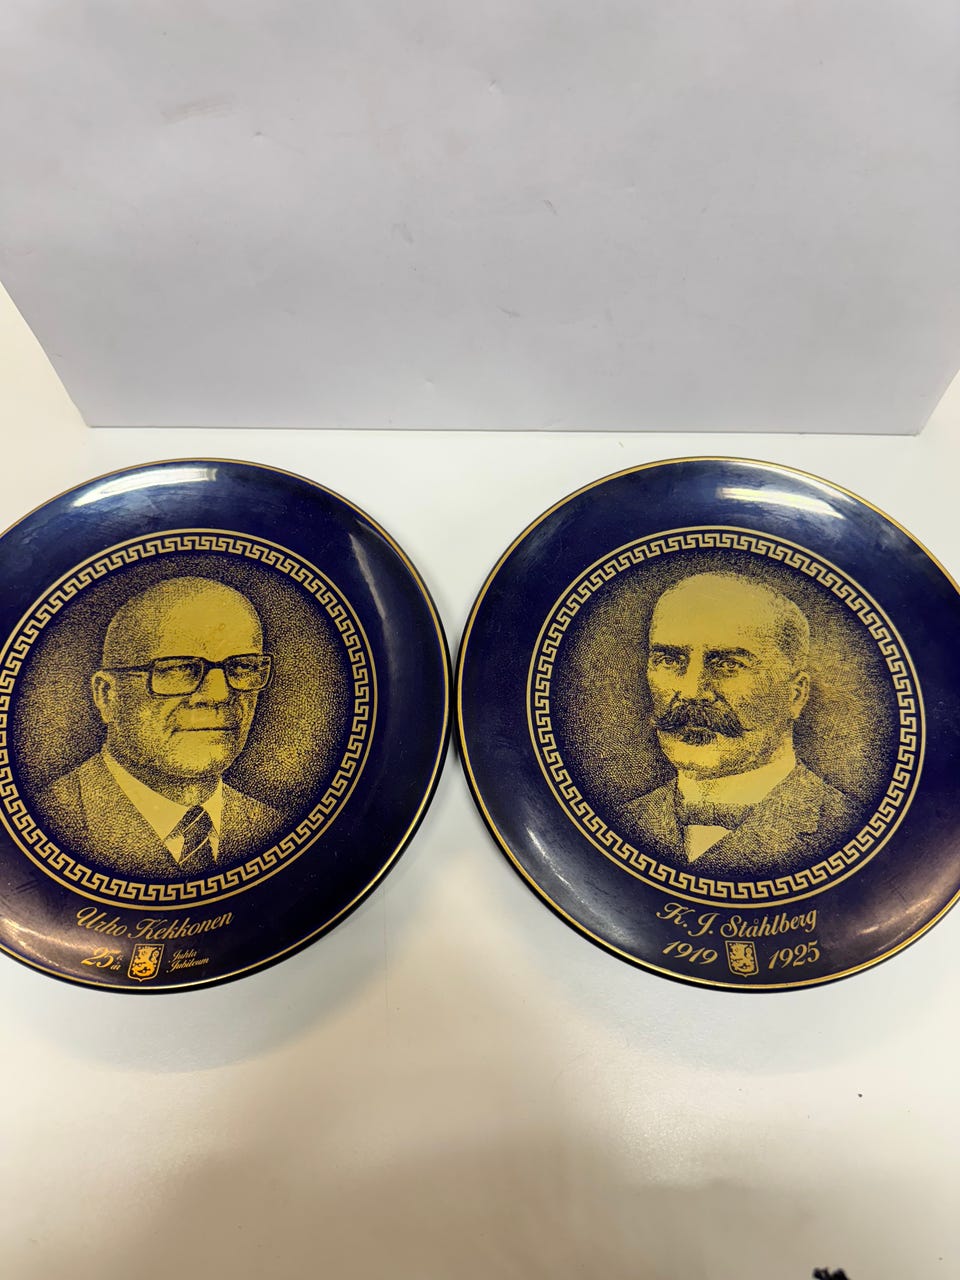 Urho Kekkonen
25 v. år Juhla Jubileum
K. J. Ståhlberg
1919 1925